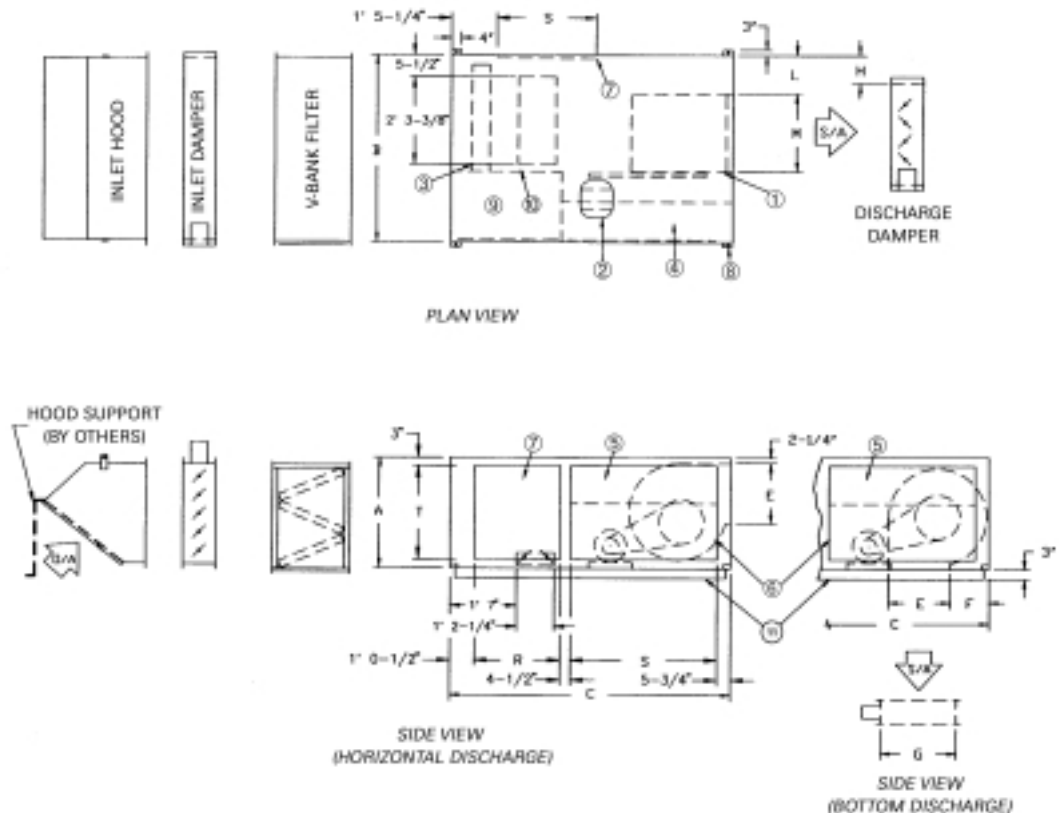 1' 5-1/4"
S
3"
4"
5-1/2"
L
H
INLET HOOD
INLET DAMPER
V-BANK FILTER
2' 3-3/8"
7
S/A
3
9
10
1
2
4
8
DISCHARGE
DAMPER
PLAN VIEW
HOOD SUPPORT
(BY OTHERS)
3"
7
5
2-1/4"
5
A
T
E
O/A
3"
6
1' 7"
1' 2-1/4"
11
E
F
C
1' 0-1/2"
R
S
4-1/2"
5-3/4"
C
S/A
G
SIDE VIEW
(HORIZONTAL DISCHARGE)
SIDE VIEW
(BOTTOM DISCHARGE)